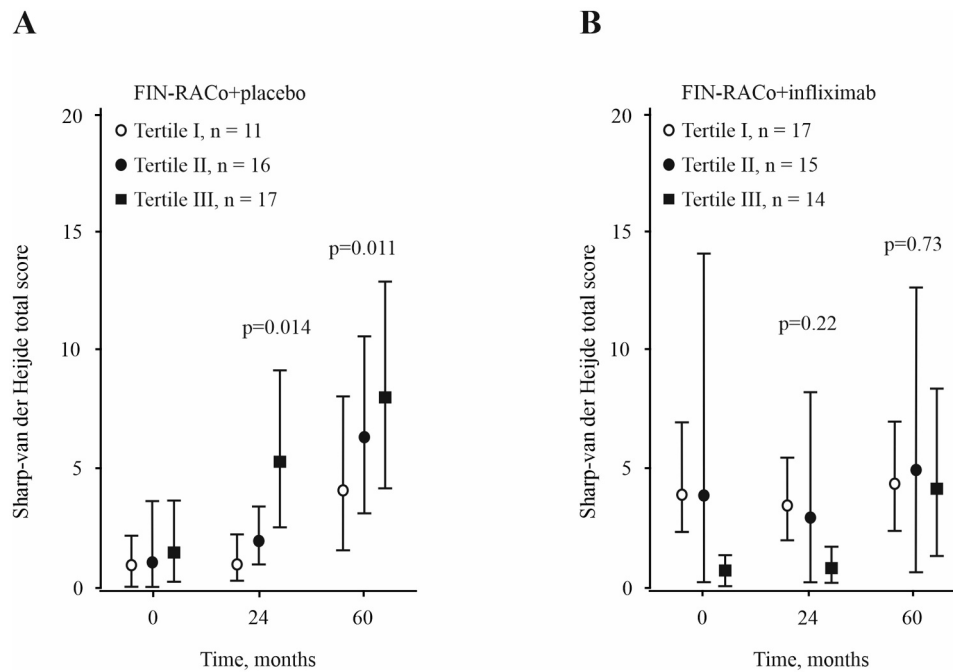 A
FIN-RACo+placebo
Tertile I, n = 11
Tertile II, n = 16
Tertile III, n = 17
20
15
10
5
0
Sharp-van der Heijde total score
p=0.014
p=0.011
0
24
60
Time, months
B
FIN-RACo+infliximab
Tertile I, n = 17
Tertile II, n = 15
Tertile III, n = 14
20
15
10
5
0
Sharp-van der Heijde total score
p=0.22
p=0.73
0
24
60
Time, months